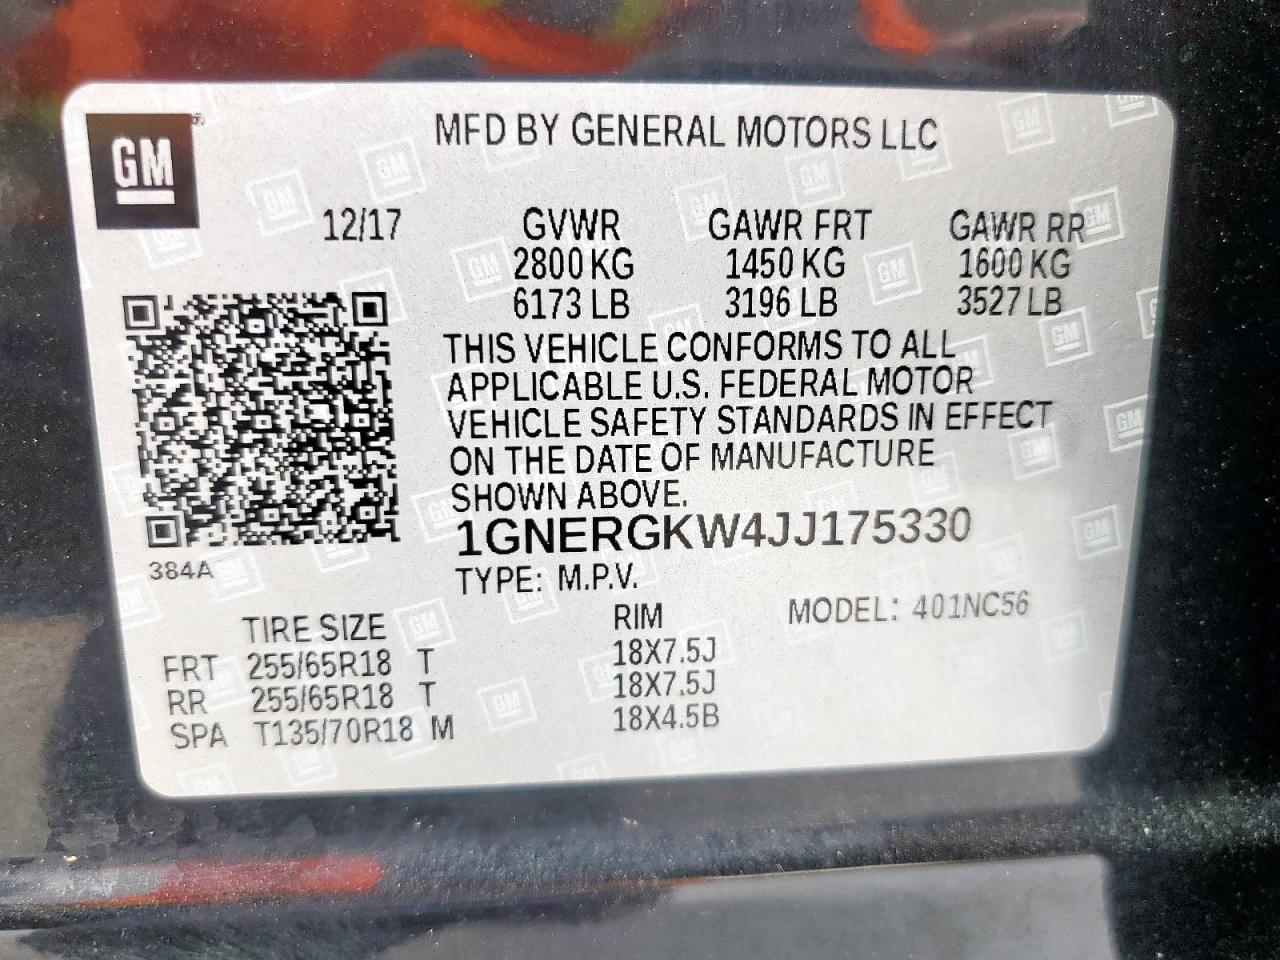 GM
MFD BY GENERAL MOTORS LLC
12/17 GVWR GAWR FRT GAWR RR
2800 KG 1450 KG 1600 KG
6173 LB 3196 LB 3527 LB
THIS VEHICLE CONFORMS TO ALL
APPLICABLE U.S. FEDERAL MOTOR
VEHICLE SAFETY STANDARDS IN EFFECT
ON THE DATE OF MANUFACTURE
SHOWN ABOVE.
1GNERGKW4JJ175330
384A
TYPE: M.P.V.
TIRE SIZE RIM MODEL: 401NC56
FRT 255/65R18 T 18X7.5J
RR 255/65R18 T 18X7.5J
SPA T135/70R18 M 18X4.5B